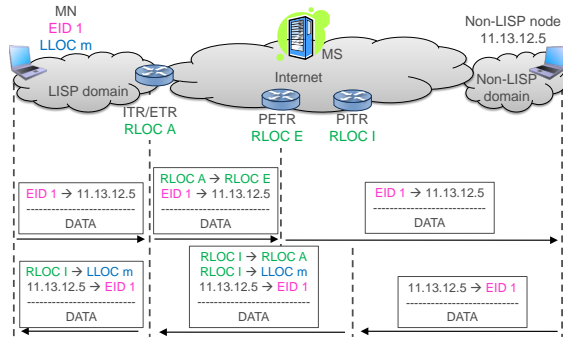 MN
EID 1
LLOC m
Non-LISP node
11.13.12.5
MS
Internet
LISP domain
Non-LISP
domain
ITR/ETR
RLOC A
PETR
RLOC E
PITR
RLOC I
EID 1 → 11.13.12.5
--------------------
DATA
RLOC A → RLOC E
EID 1 → 11.13.12.5
--------------------
DATA
EID 1 → 11.13.12.5
--------------------
DATA
RLOC I → LLOC m
11.13.12.5 → EID 1
--------------------
DATA
RLOC I → RLOC A
RLOC I → LLOC m
11.13.12.5 → EID 1
--------------------
DATA
11.13.12.5 → EID 1
--------------------
DATA